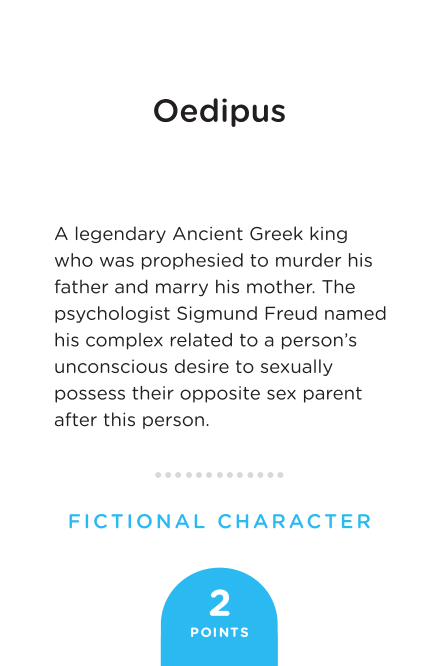 Oedipus
A legendary Ancient Greek king
who was prophesied to murder his
father and marry his mother. The
psychologist Sigmund Freud named
his complex related to a person’s
unconscious desire to sexually
possess their opposite sex parent
after this person.
FICTIONAL CHARACTER
2
POINTS